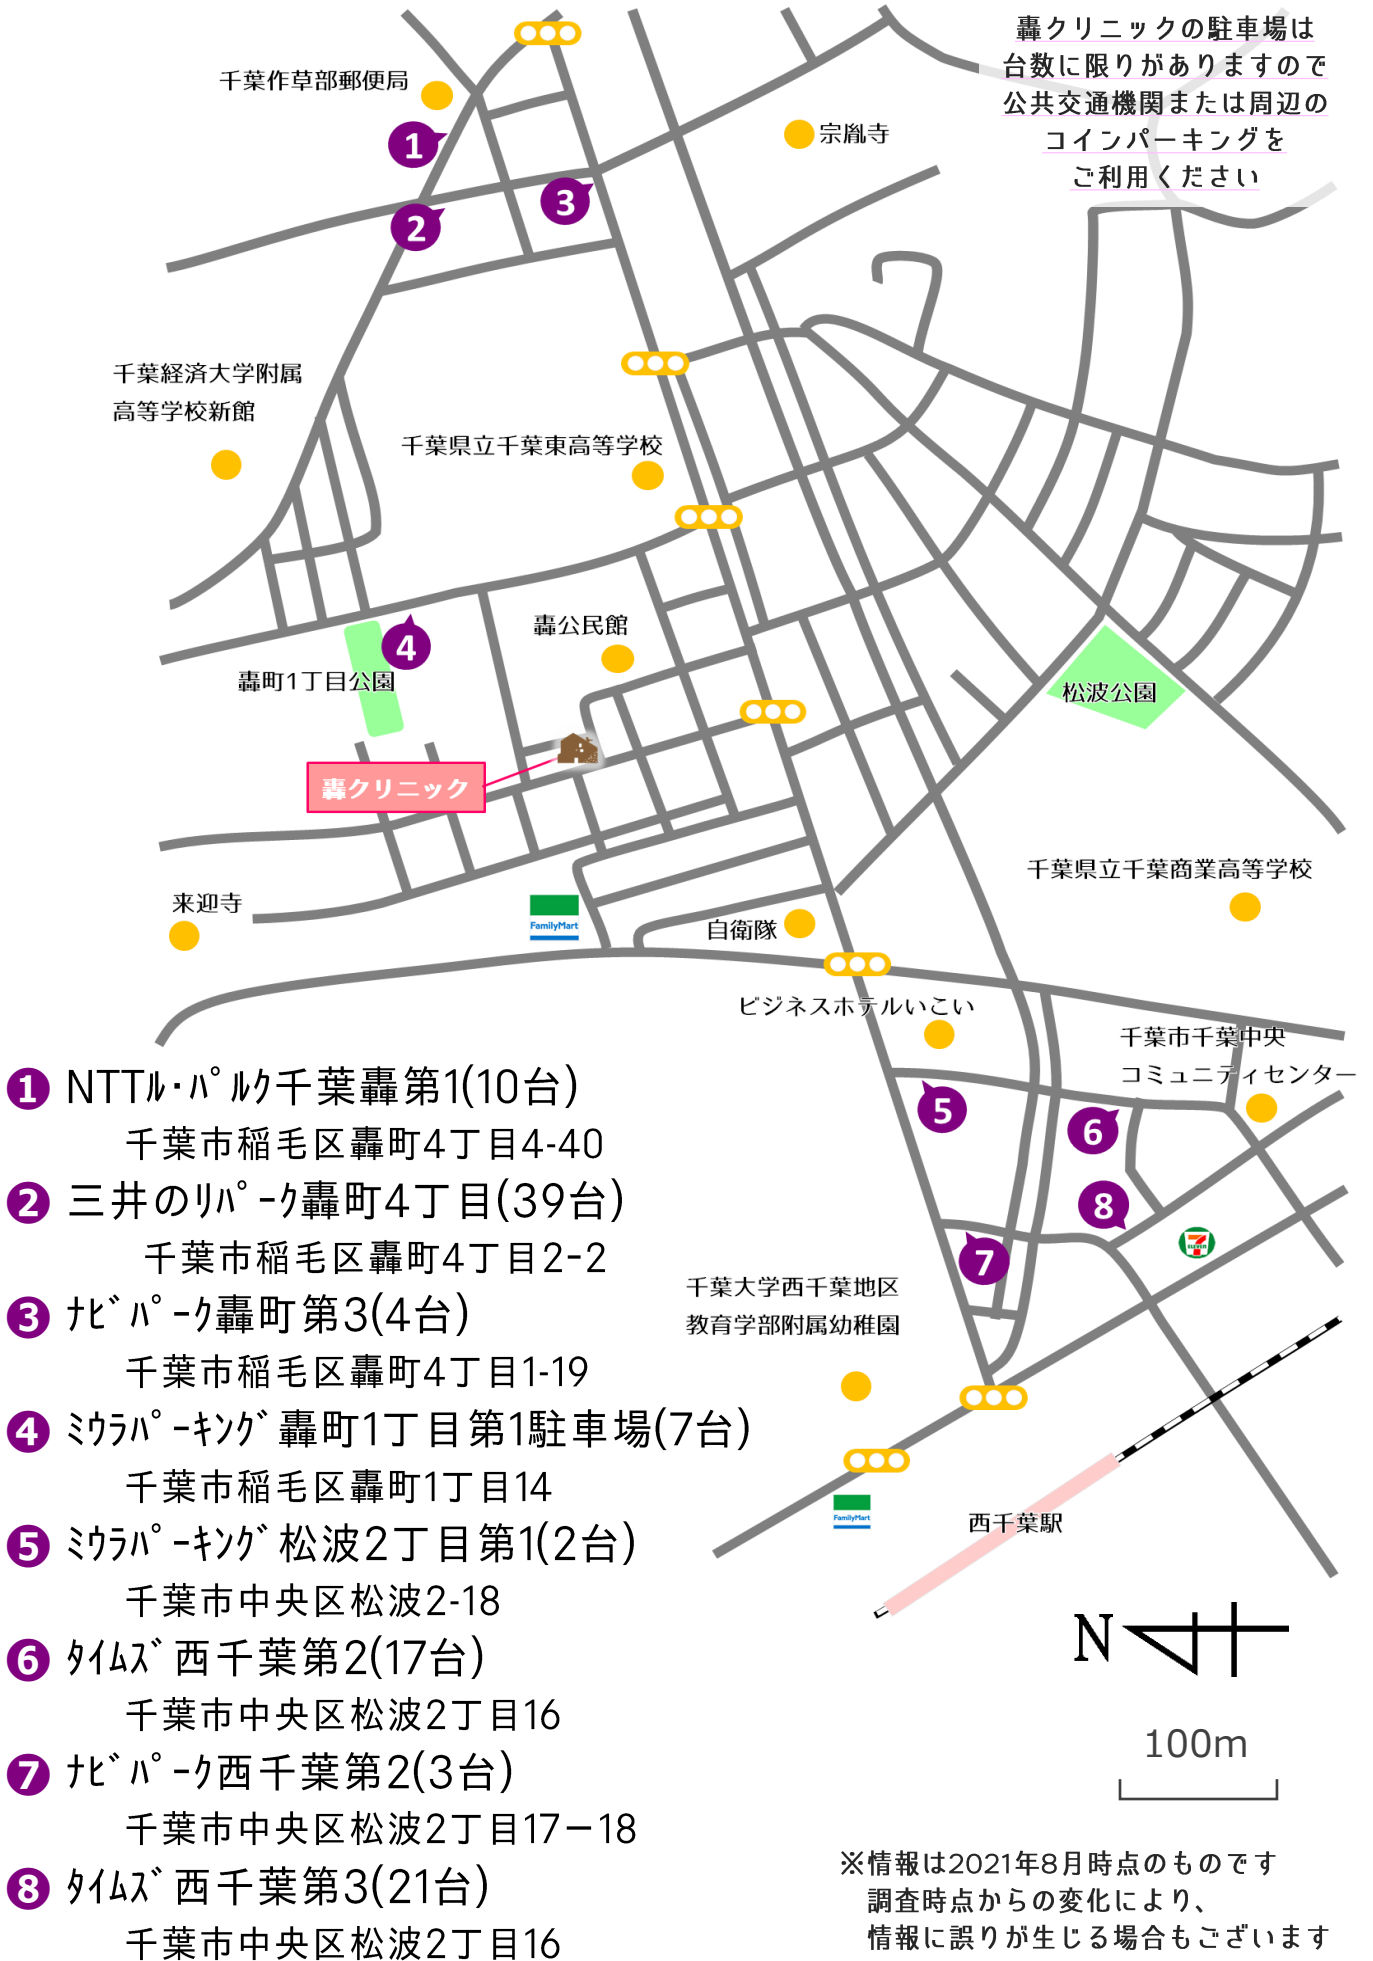 轟クリニックの駐車場は
台数に限りがありますので
公共交通機関または周辺の
コインパーキングを
ご利用ください
千葉作草部郵便局
宗胤寺
1
2
3
千葉経済大学附属
高等学校新館
千葉県立千葉東高等学校
轟公民館
4
轟町1丁目公園
松波公園
轟クリニック
千葉県立千葉商業高等学校
来迎寺
FamilyMart
自衛隊
ビジネスホテルいこい
千葉市千葉中央
コミュニティセンター
5
6
8
7
7
ELEVEN
千葉大学西千葉地区
教育学部附属幼稚園
FamilyMart
西千葉駅
1 NTTﾙ・ﾊﾟﾙｸ千葉轟第1(10台)
千葉市稲毛区轟町4丁目4-40
2 三井のﾘﾊﾟｰｸ轟町4丁目(39台)
千葉市稲毛区轟町4丁目2-2
3 ﾅﾋﾞﾊﾟｰｸ轟町第3(4台)
千葉市稲毛区轟町4丁目1-19
4 ﾐｳﾗﾊﾟｰｷﾝｸﾞ轟町1丁目第1駐車場(7台)
千葉市稲毛区轟町1丁目14
5 ﾐｳﾗﾊﾟｰｷﾝｸﾞ松波2丁目第1(2台)
千葉市中央区松波2-18
6 ﾀｲﾑｽﾞ西千葉第2(17台)
千葉市中央区松波2丁目16
7 ﾅﾋﾞﾊﾟｰｸ西千葉第2(3台)
千葉市中央区松波2丁目17ー18
8 ﾀｲﾑｽﾞ西千葉第3(21台)
千葉市中央区松波2丁目16
N
100m
※情報は2021年8月時点のものです
調査時点からの変化により、
情報に誤りが生じる場合もございます